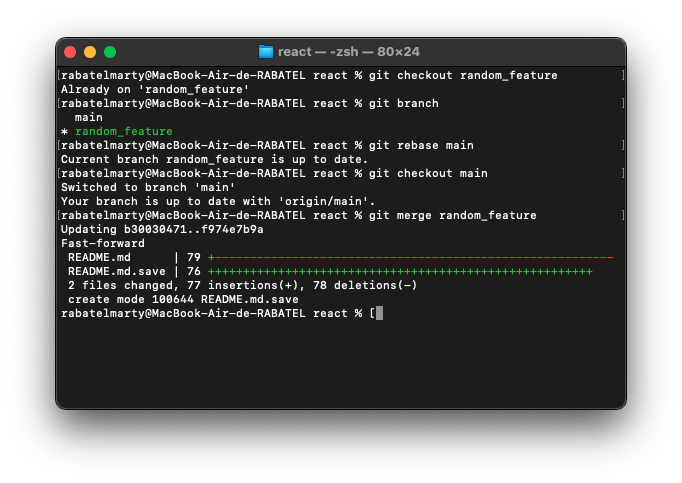 react — -zsh — 80×24
[rabatelmarty@MacBook-Air-de-RABATEL react % git checkout random_feature ]
Already on 'random_feature'
[rabatelmarty@MacBook-Air-de-RABATEL react % git branch ]
  main
* random_feature
[rabatelmarty@MacBook-Air-de-RABATEL react % git rebase main ]
Current branch random_feature is up to date.
[rabatelmarty@MacBook-Air-de-RABATEL react % git checkout main ]
Switched to branch 'main'
Your branch is up to date with 'origin/main'.
[rabatelmarty@MacBook-Air-de-RABATEL react % git merge random_feature ]
Updating b30030471..f974e7b9a
Fast-forward
 README.md      | 79 +---------------------------------------------------------
 README.md.save | 76 +++++++++++++++++++++++++++++++++++++++++++++++++++++++
 2 files changed, 77 insertions(+), 78 deletions(-)
 create mode 100644 README.md.save
rabatelmarty@MacBook-Air-de-RABATEL react % [